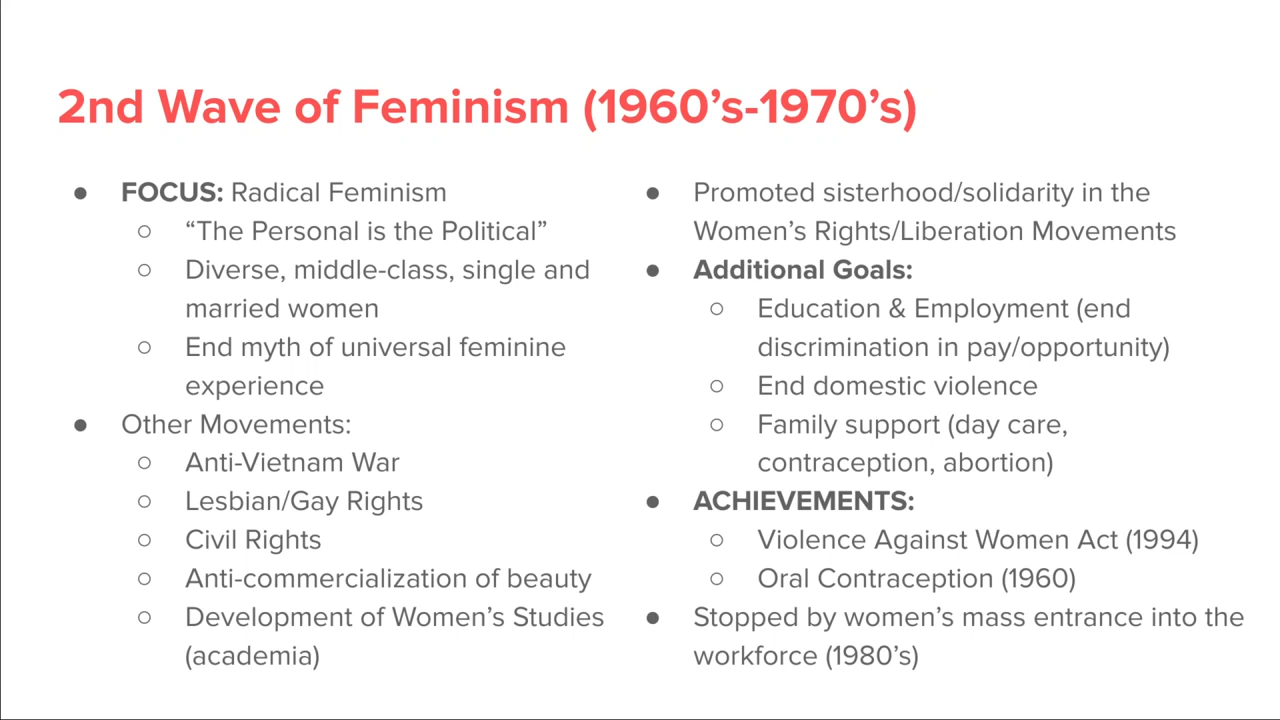 2nd Wave of Feminism (1960’s-1970’s)
● FOCUS: Radical Feminism
○ “The Personal is the Political”
○ Diverse, middle-class, single and
married women
○ End myth of universal feminine
experience
● Other Movements:
○ Anti-Vietnam War
○ Lesbian/Gay Rights
○ Civil Rights
○ Anti-commercialization of beauty
○ Development of Women’s Studies
(academia)
● Promoted sisterhood/solidarity in the
Women’s Rights/Liberation Movements
● Additional Goals:
○ Education & Employment (end
discrimination in pay/opportunity)
○ End domestic violence
○ Family support (day care,
contraception, abortion)
● ACHIEVEMENTS:
○ Violence Against Women Act (1994)
○ Oral Contraception (1960)
● Stopped by women’s mass entrance into the
workforce (1980’s)